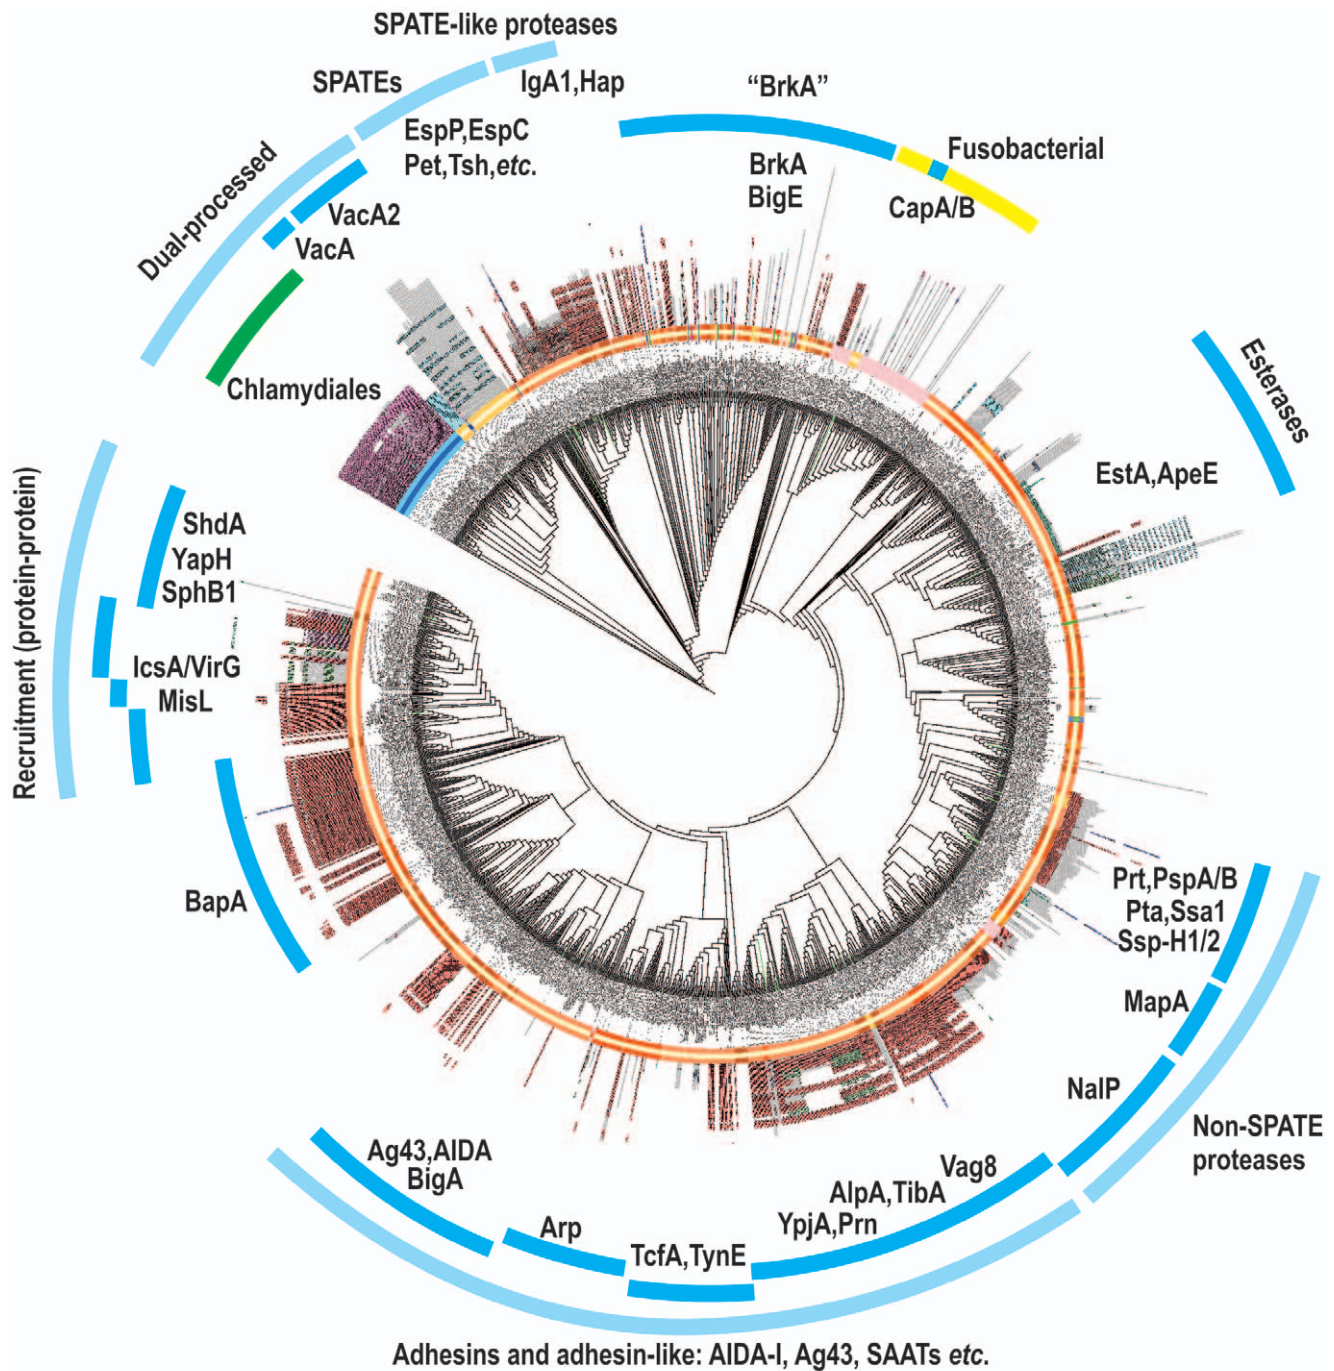 SPATE-like proteases
SPATEs
IgA1,Hap
"BrkA"
EspP,EspC
Pet,Tsh,etc.
Fusobacterial
BrkA
BigE
CapA/B
Dual-processed
VacA2
VacA
Chlamydiales
Esterases
EstA,ApeE
Recruitment (protein-protein)
ShdA
YapH
SphB1
IcsA/VirG
MisL
BapA
Prt,PspA/B
Pta,Ssa1
Ssp-H1/2
MapA
NalP
Non-SPATE
proteases
Vag8
AlpA,TibA
YpjA,Prn
Ag43,AIDA
BigA
Arp
TcfA,TynE
Adhesins and adhesin-like: AIDA-I, Ag43, SAATs etc.